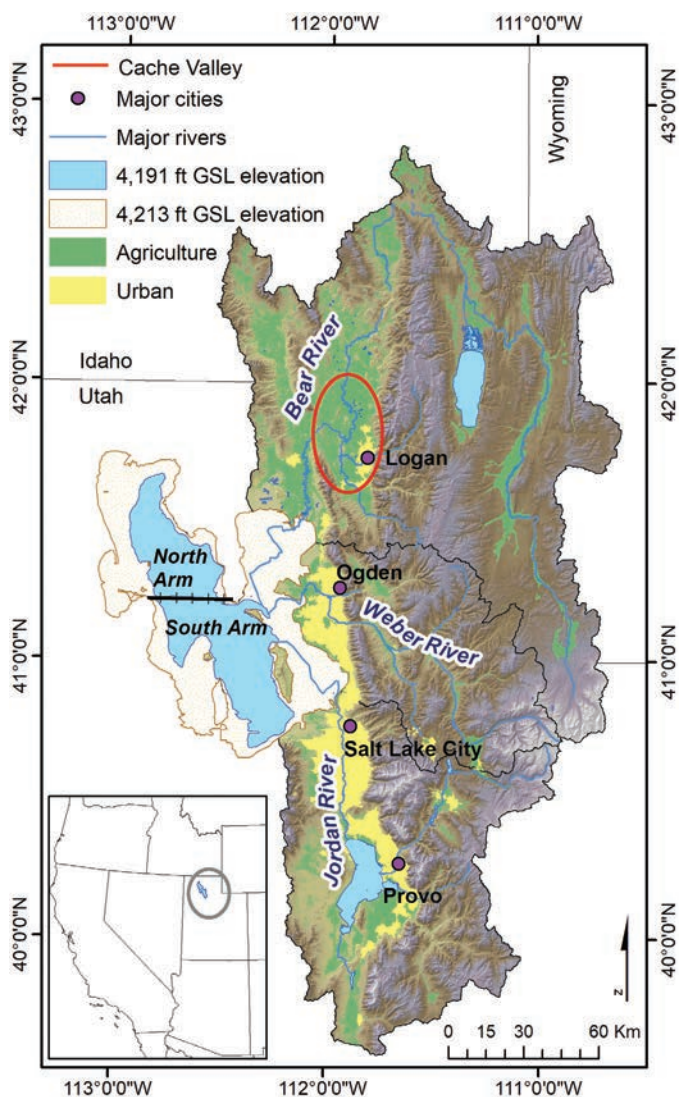 113°0'0"W 112°0'0"W 111°0'0"W
Cache Valley
Major cities
Major rivers
4,191 ft GSL elevation
4,213 ft GSL elevation
Agriculture
Urban
Wyoming
43°0'0"N 43°0'0"N
Idaho
Utah
42°0'0"N 42°0'0"N
Bear River
Logan
North
Arm
South Arm
Ogden
Weber River
41°0'0"N 41°0'0"N
Salt Lake City
Jordan River
Provo
40°0'0"N 40°0'0"N
N
0 15 30 60 Km
113°0'0"W 112°0'0"W 111°0'0"W